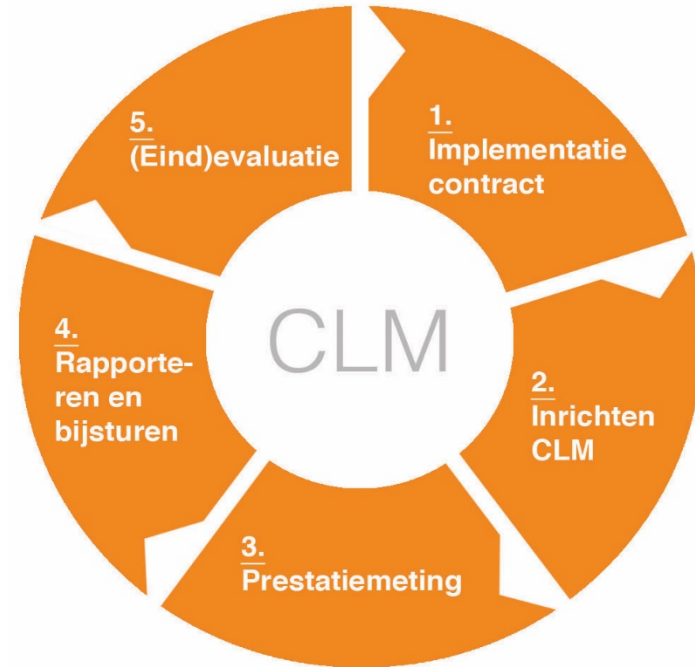 1.
Implementatie
contract
2.
Inrichten
CLM
3.
Prestatiemeting
4.
Rapporte-
ren en
bijsturen
5.
(Eind)evaluatie
CLM